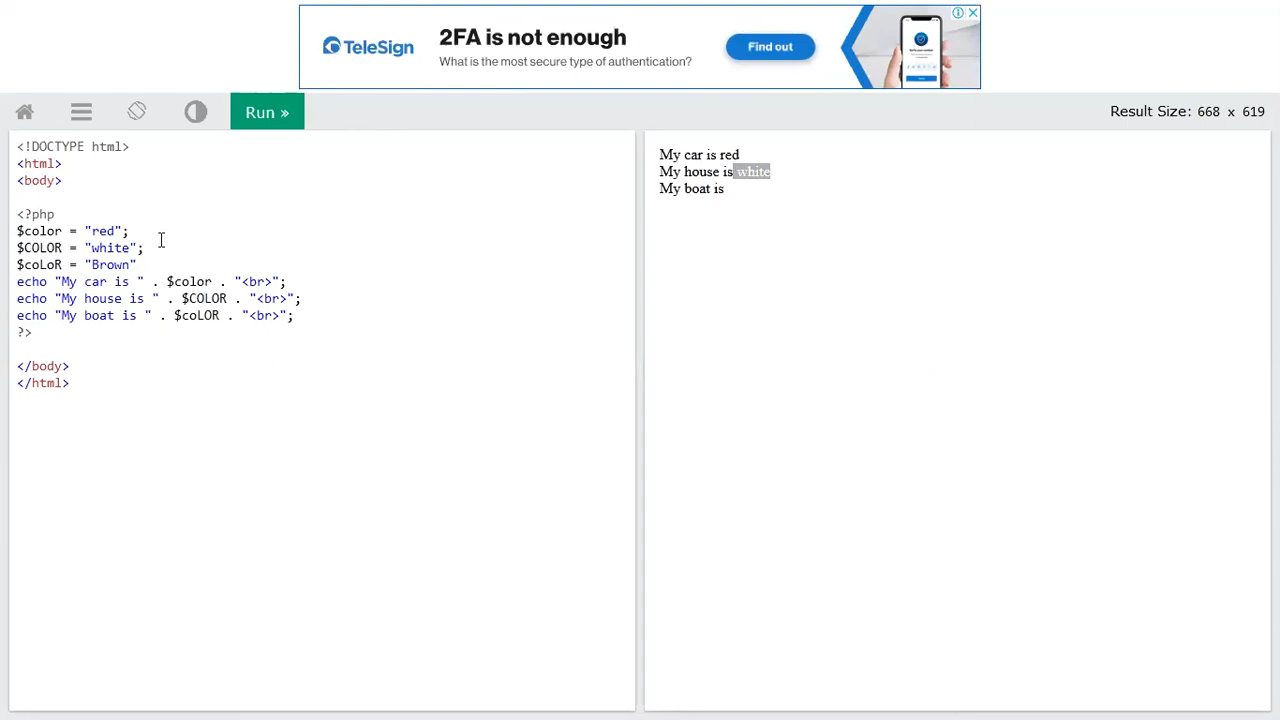 TeleSign
2FA is not enough
What is the most secure type of authentication?
Find out
Run »
Result Size: 668 x 619
<!DOCTYPE html>
<html>
<body>
<?php
$color = "red";
$COLOR = "white";
$coLoR = "Brown"
echo "My car is " . $color . "<br>";
echo "My house is " . $COLOR . "<br>";
echo "My boat is " . $coLOR . "<br>";
?>
</body>
</html>
My car is red
My house is white
My boat is